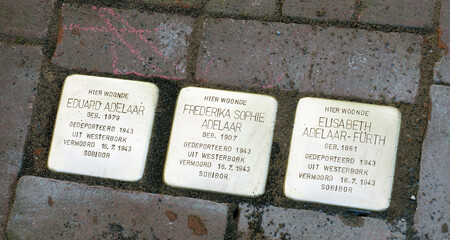 HIER WOONDE
EDUARD ADELAAR
GEB. 1879
GEDEPORTEERD 1943
UIT WESTERBORK
VERMOORD 16.7.1943
SOBIBOR
HIER WOONDE
FREDERIKA SOPHIE
ADELAAR
GEB. 1907
GEDEPORTEERD 1943
UIT WESTERBORK
VERMOORD 16.7.1943
SOBIBOR
HIER WOONDE
ELISABETH
ADELAAR-FÜRTH
GEB. 1881
GEDEPORTEERD 1943
UIT WESTERBORK
VERMOORD 16.7.1943
SOBIBOR